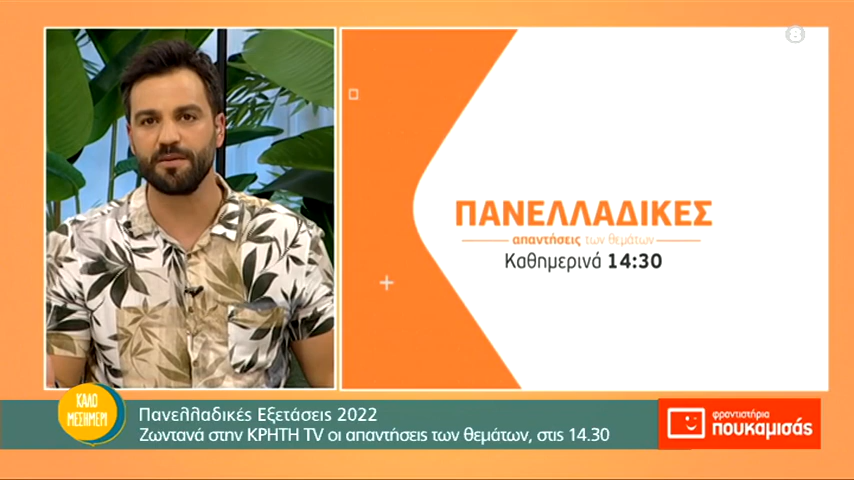 8
ΠΑΝΕΛΛΑΔΙΚΕΣ
απαντήσεις των θεμάτων
Καθημερινά 14:30
ΚΑΛΟ
ΜΕΣΗΜΕΡΙ
Πανελλαδικές Εξετάσεις 2022
Ζωντανά στην ΚΡΗΤΗ TV οι απαντήσεις των θεμάτων, στις 14.30
φροντιστήρια
πουκαμισάς